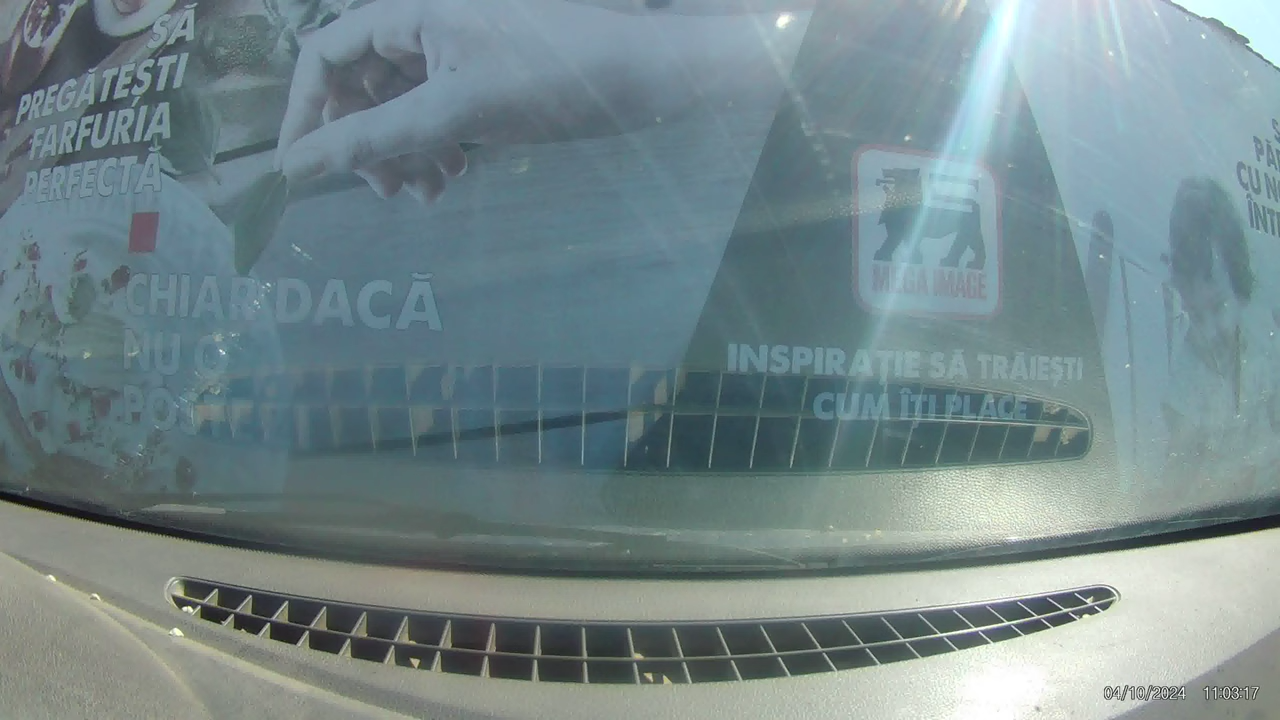 SĂ
PREGĂTEȘTI
FARFURIA
PERFECTĂ
CHIAR DACĂ
NU O
MEGA IMAGE
INSPIRAȚIE SĂ TRĂIEȘTI
CUM ÎȚI PLACE
04/10/2024 11:03:17